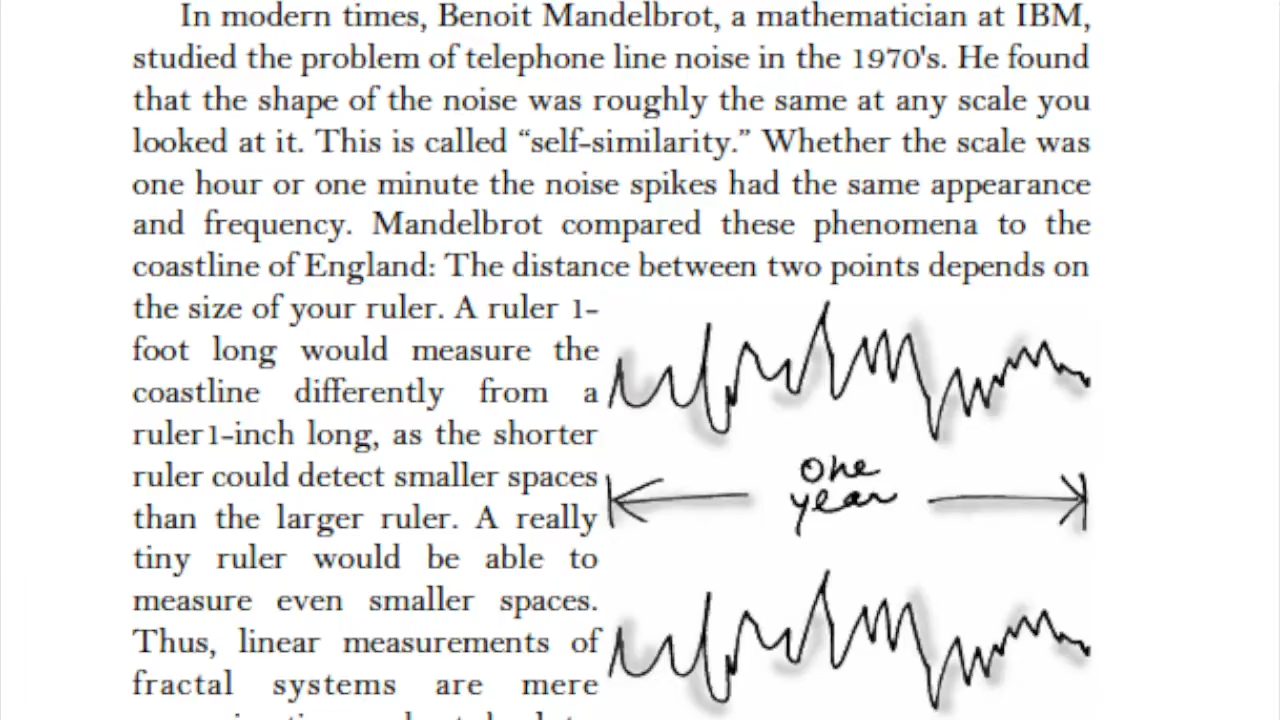 In modern times, Benoit Mandelbrot, a mathematician at IBM,
studied the problem of telephone line noise in the 1970's. He found
that the shape of the noise was roughly the same at any scale you
looked at it. This is called “self-similarity.” Whether the scale was
one hour or one minute the noise spikes had the same appearance
and frequency. Mandelbrot compared these phenomena to the
coastline of England: The distance between two points depends on
the size of your ruler. A ruler 1-
foot long would measure the
coastline differently from a
ruler1-inch long, as the shorter
ruler could detect smaller spaces
than the larger ruler. A really
tiny ruler would be able to
measure even smaller spaces.
Thus, linear measurements of
fractal systems are mere
one
year